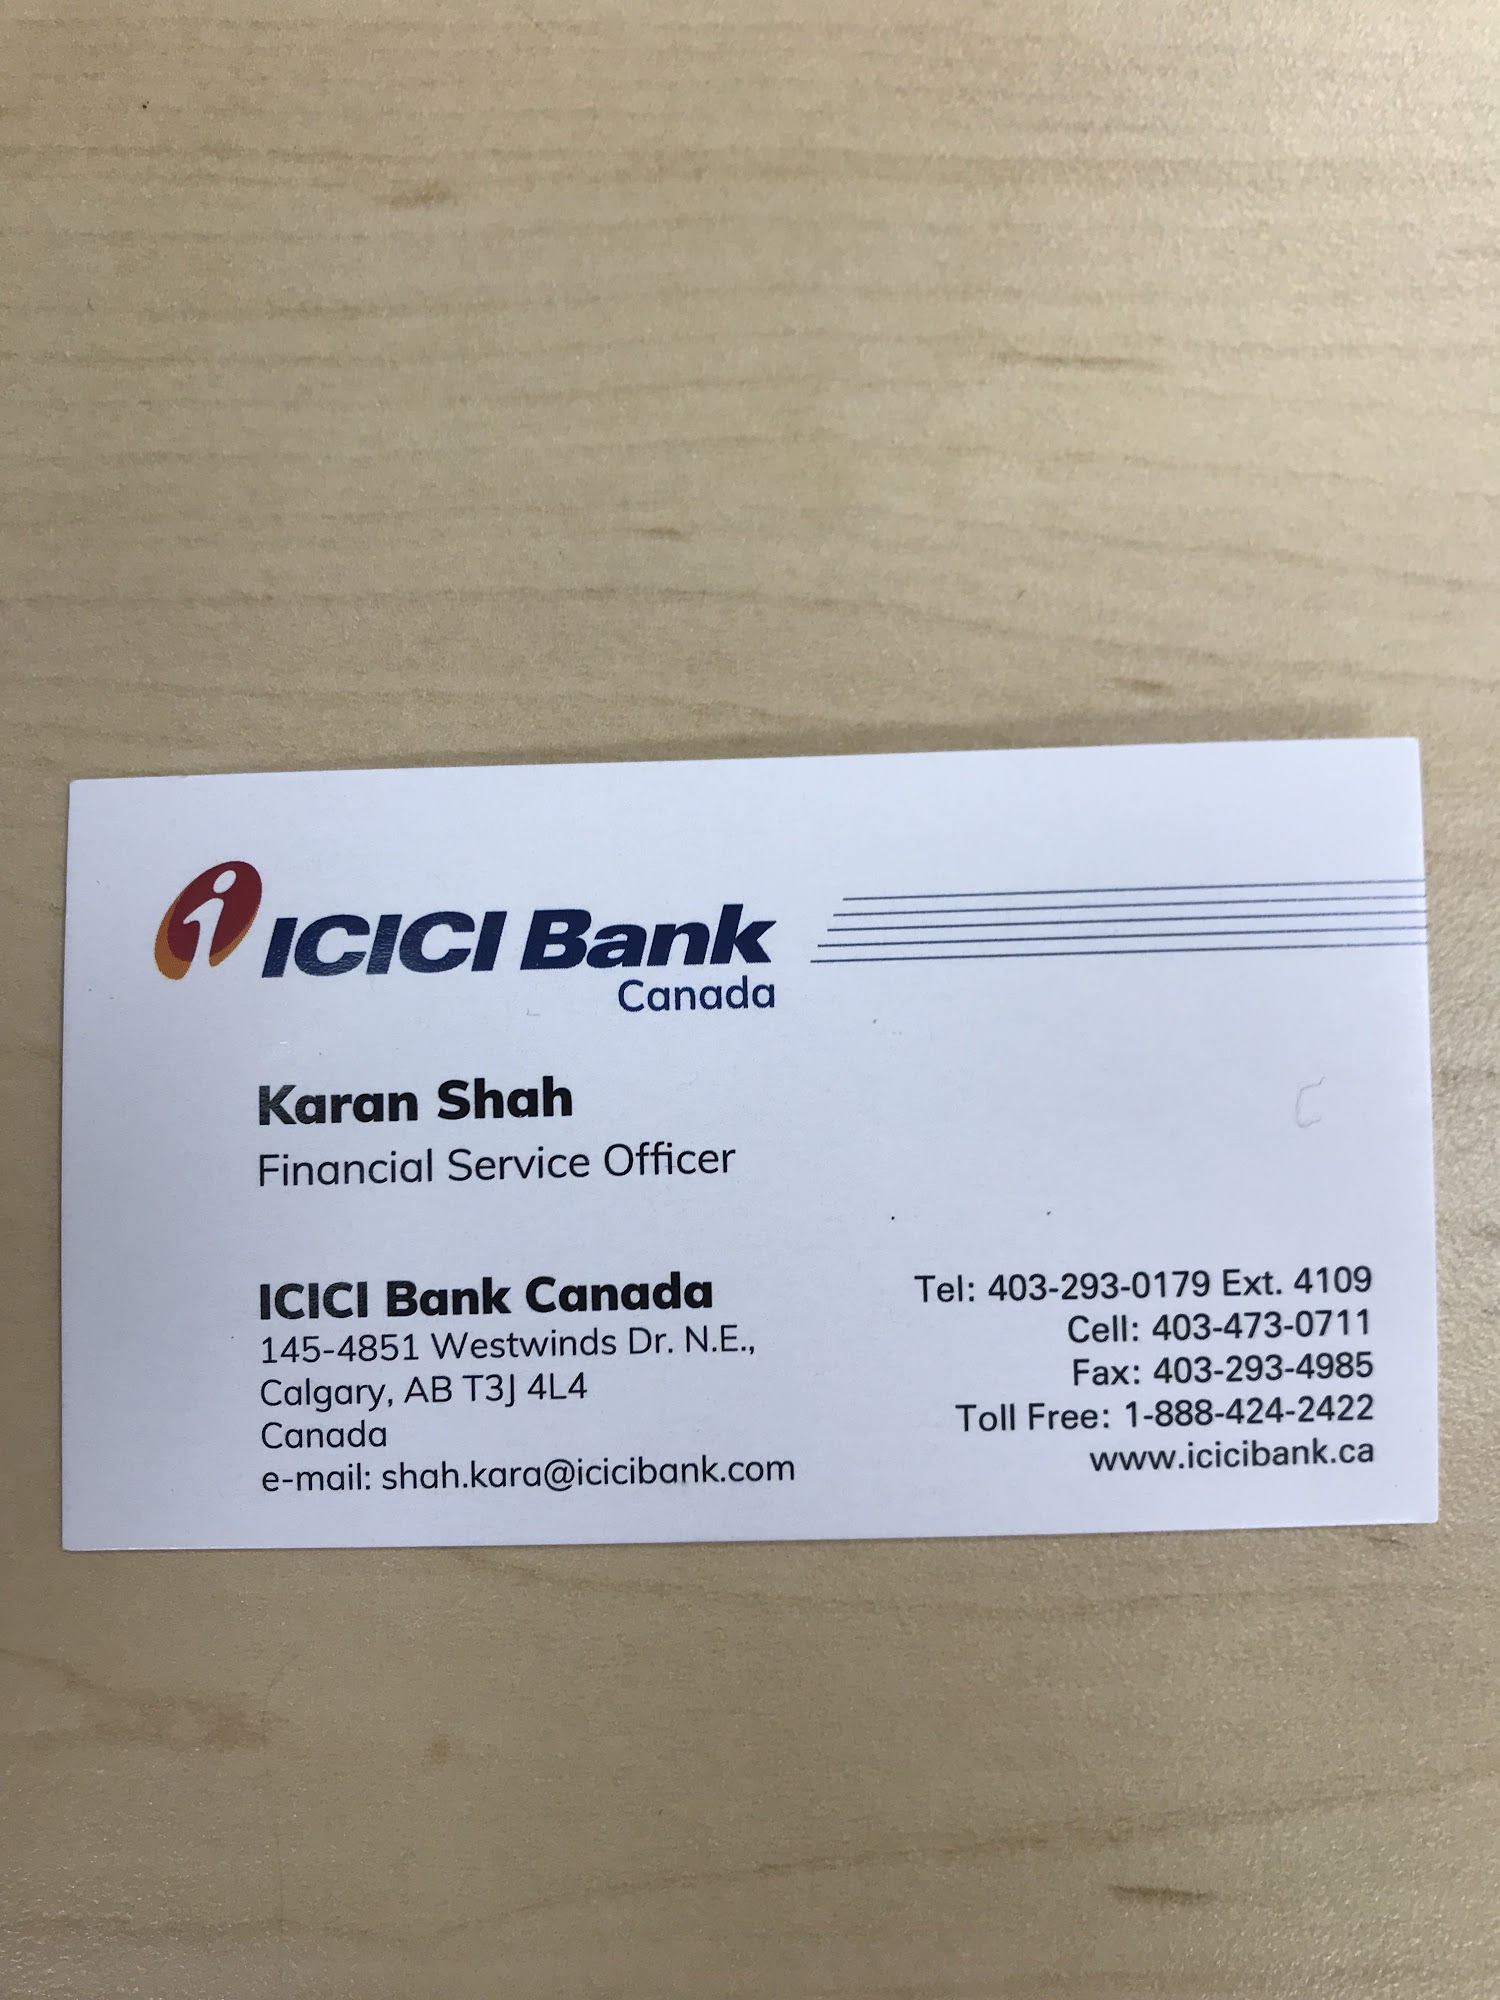 ICICI Bank
Canada
Karan Shah
Financial Service Officer
ICICI Bank Canada
145-4851 Westwinds Dr. N.E.,
Calgary, AB T3J 4L4
Canada
e-mail: shah.kara@icicibank.com
Tel: 403-293-0179 Ext. 4109
Cell: 403-473-0711
Fax: 403-293-4985
Toll Free: 1-888-424-2422
www.icicibank.ca